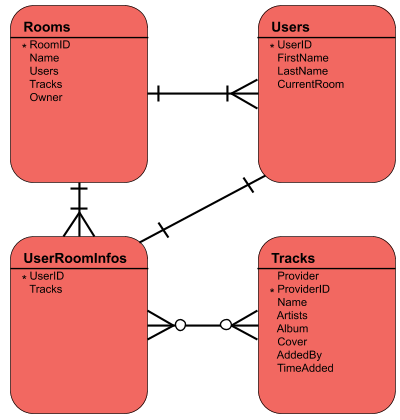 Rooms
* RoomID
Name
Users
Tracks
Owner
Users
* UserID
FirstName
LastName
CurrentRoom
UserRoomInfos
* UserID
Tracks
Tracks
Provider
* ProviderID
Name
Artists
Album
Cover
AddedBy
TimeAdded